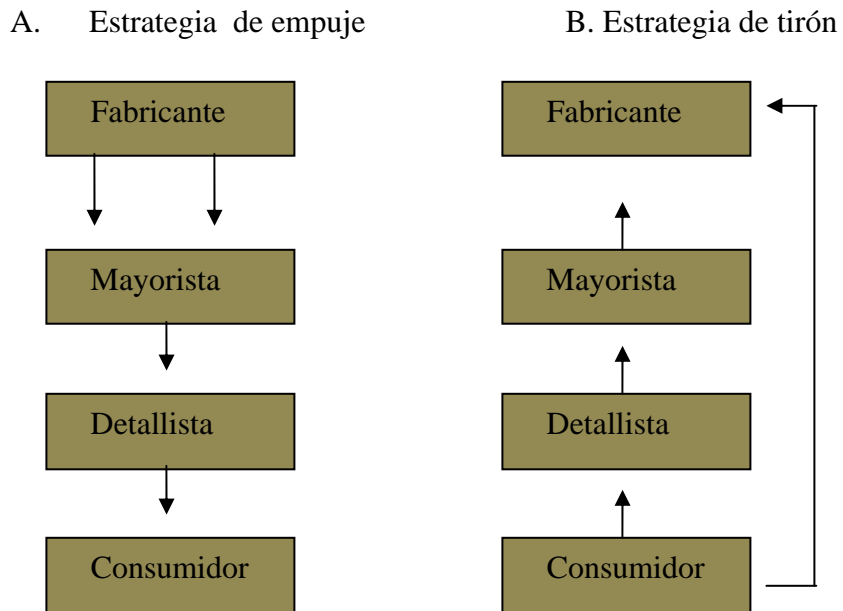 A. Estrategia de empuje
Fabricante
Mayorista
Detallista
Consumidor
B. Estrategia de tirón
Fabricante
Mayorista
Detallista
Consumidor